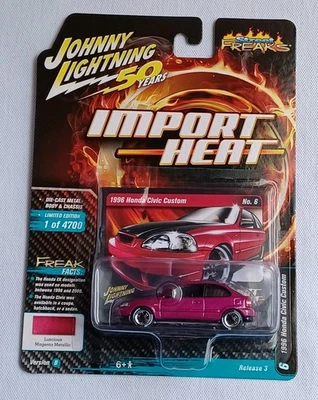 JOHNNY
LIGHTNING
50
YEARS
Street
FREAKS
IMPORT
HEAT
1996 Honda Civic Custom No. 6
DIE-CAST METAL
BODY & CHASSIS
LIMITED EDITION
1 of 4700
FREAK
FACTS:
The Honda EK designation
was used on models
between 1996 and 2000.
The Honda Civic was
available in a coupe,
hatchback, or a sedan.
JOHNNY
LIGHTNING
Luscious
Magenta Metallic
Version
6+
Release 3
1996 Honda Civic Custom
6